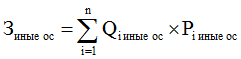 З иные ос = ∑ n i=1 Q i иные ос × P i иные ос